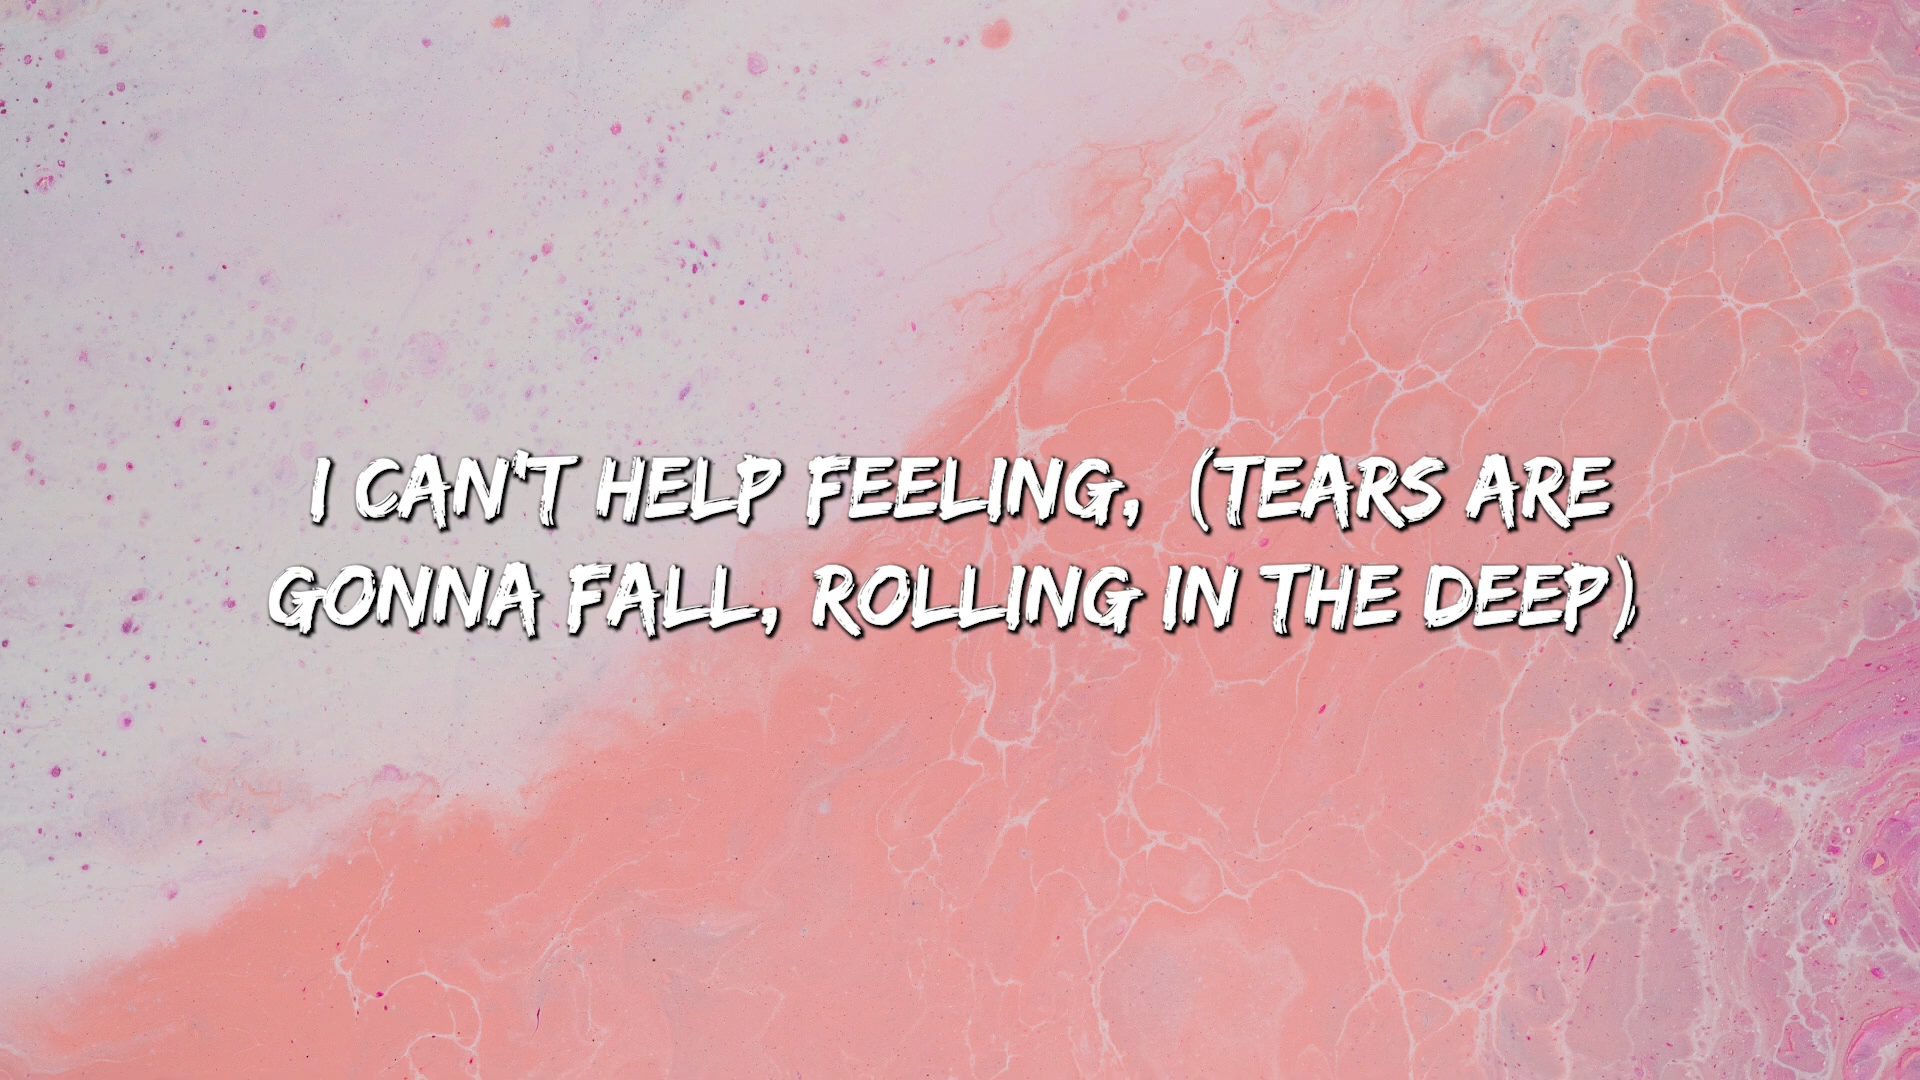 I CAN'T HELP FEELING, (TEARS ARE
GONNA FALL, ROLLING IN THE DEEP)